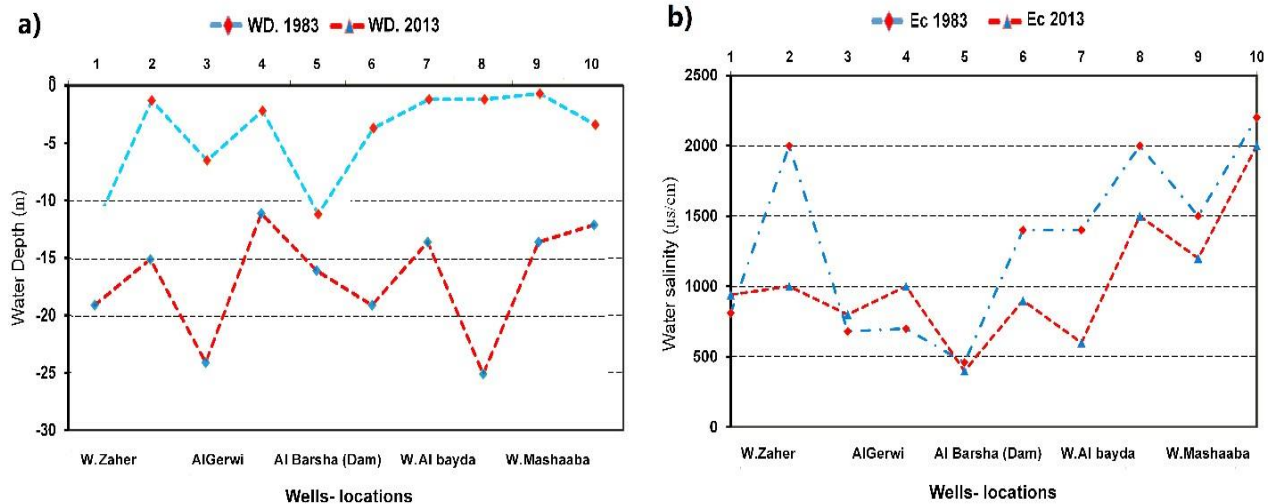 a)
WD. 1983 WD. 2013
1 2 3 4 5 6 7 8 9 10
0
-5
-10
-15
-20
-25
-30
Water Depth (m)
W.Zaher AlGerwi Al Barsha (Dam) W.Al bayda W.Mashaaba
Wells- locations
b)
Ec 1983 Ec 2013
1 2 3 4 5 6 7 8 9 10
2500
2000
1500
1000
500
0
Water salinity (µs/cm)
W.Zaher AlGerwi Al Barsha (Dam) W.Al bayda W.Mashaaba
Wells- locations